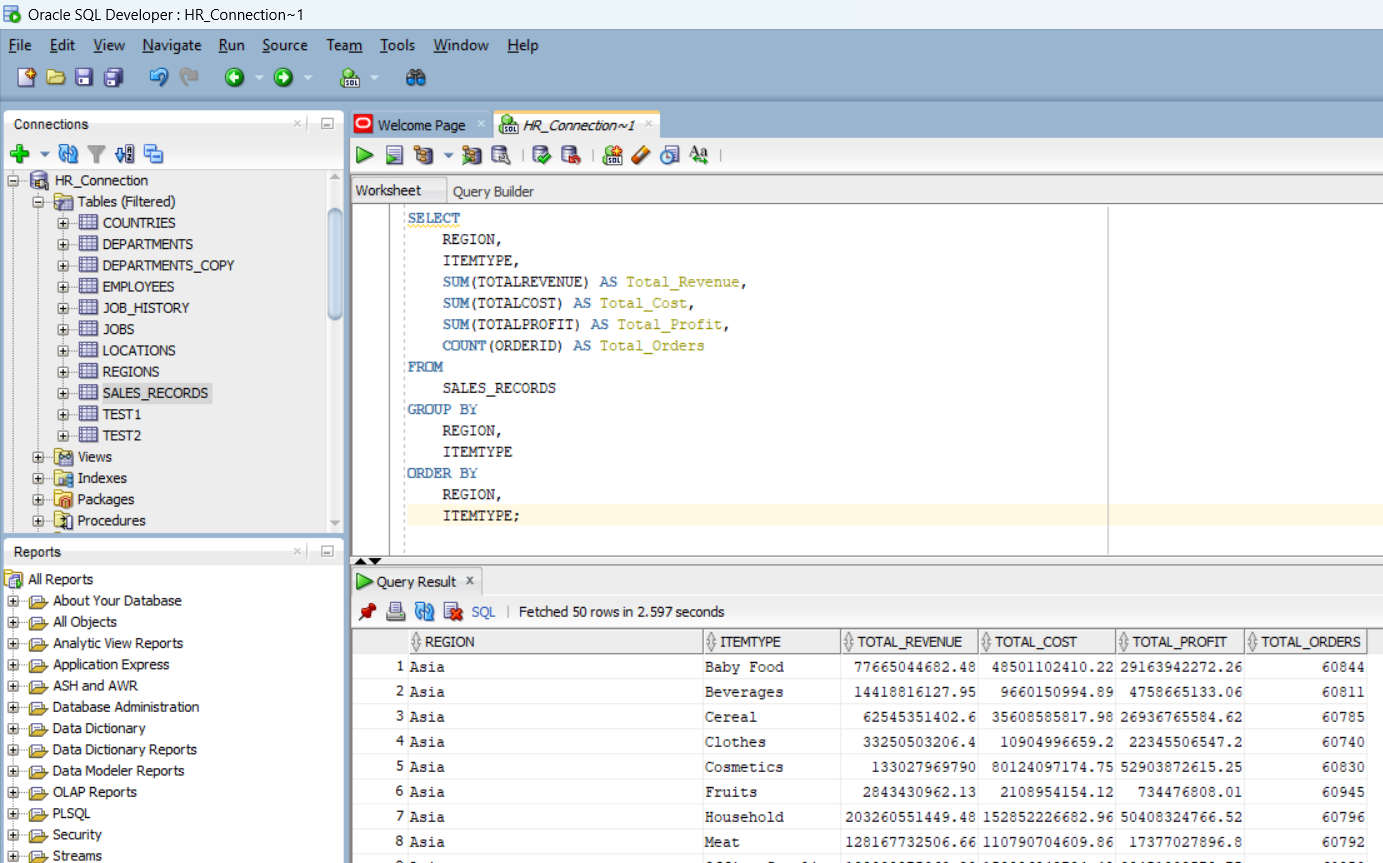 Oracle SQL Developer : HR_Connection~1
File Edit View Navigate Run Source Team Tools Window Help
SQL
Connections
HR_Connection
Tables (Filtered)
COUNTRIES
DEPARTMENTS
DEPARTMENTS_COPY
EMPLOYEES
JOB_HISTORY
JOBS
LOCATIONS
REGIONS
SALES_RECORDS
TEST1
TEST2
Views
Indexes
Packages
Procedures
Reports
All Reports
About Your Database
All Objects
Analytic View Reports
Application Express
ASH and AWR
Database Administration
Data Dictionary
Data Dictionary Reports
Data Modeler Reports
OLAP Reports
PLSQL
Security
Streams
Welcome Page HR_Connection~1
Worksheet Query Builder
SELECT
REGION,
ITEMTYPE,
SUM(TOTALREVENUE) AS Total_Revenue,
SUM(TOTALCOST) AS Total_Cost,
SUM(TOTALPROFIT) AS Total_Profit,
COUNT(ORDERID) AS Total_Orders
FROM
SALES_RECORDS
GROUP BY
REGION,
ITEMTYPE
ORDER BY
REGION,
ITEMTYPE;
Query Result
SQL | Fetched 50 rows in 2.597 seconds
REGION ITEMTYPE TOTAL_REVENUE TOTAL_COST TOTAL_PROFIT TOTAL_ORDERS
1 Asia Baby Food 77665044682.48 48501102410.22 29163942272.26 60844
2 Asia Beverages 14418816127.95 9660150994.89 4758665133.06 60811
3 Asia Cereal 62545351402.6 35608585817.98 26936765584.62 60785
4 Asia Clothes 33250503206.4 10904996659.2 22345506547.2 60740
5 Asia Cosmetics 133027969790 80124097174.75 52903872615.25 60830
6 Asia Fruits 2843430962.13 2108954154.12 734476808.01 60945
7 Asia Household 203260551449.48 152852226682.96 50408324766.52 60796
8 Asia Meat 128167732506.66 110790704609.86 17377027896.8 60792